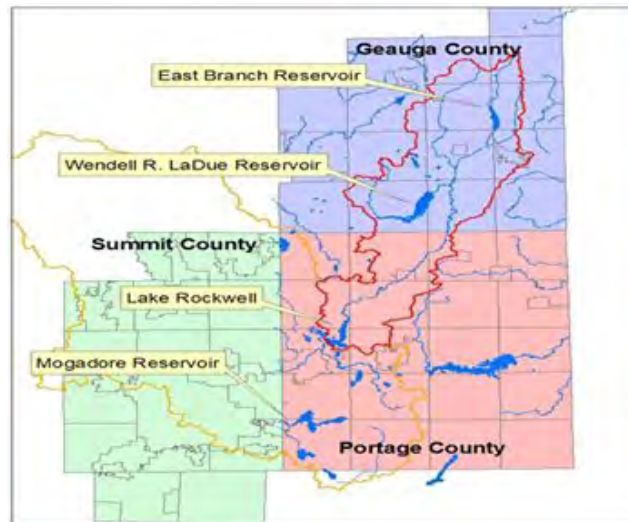 Geauga County
East Branch Reservoir
Wendell R. LaDue Reservoir
Summit County
Lake Rockwell
Mogadore Reservoir
Portage County